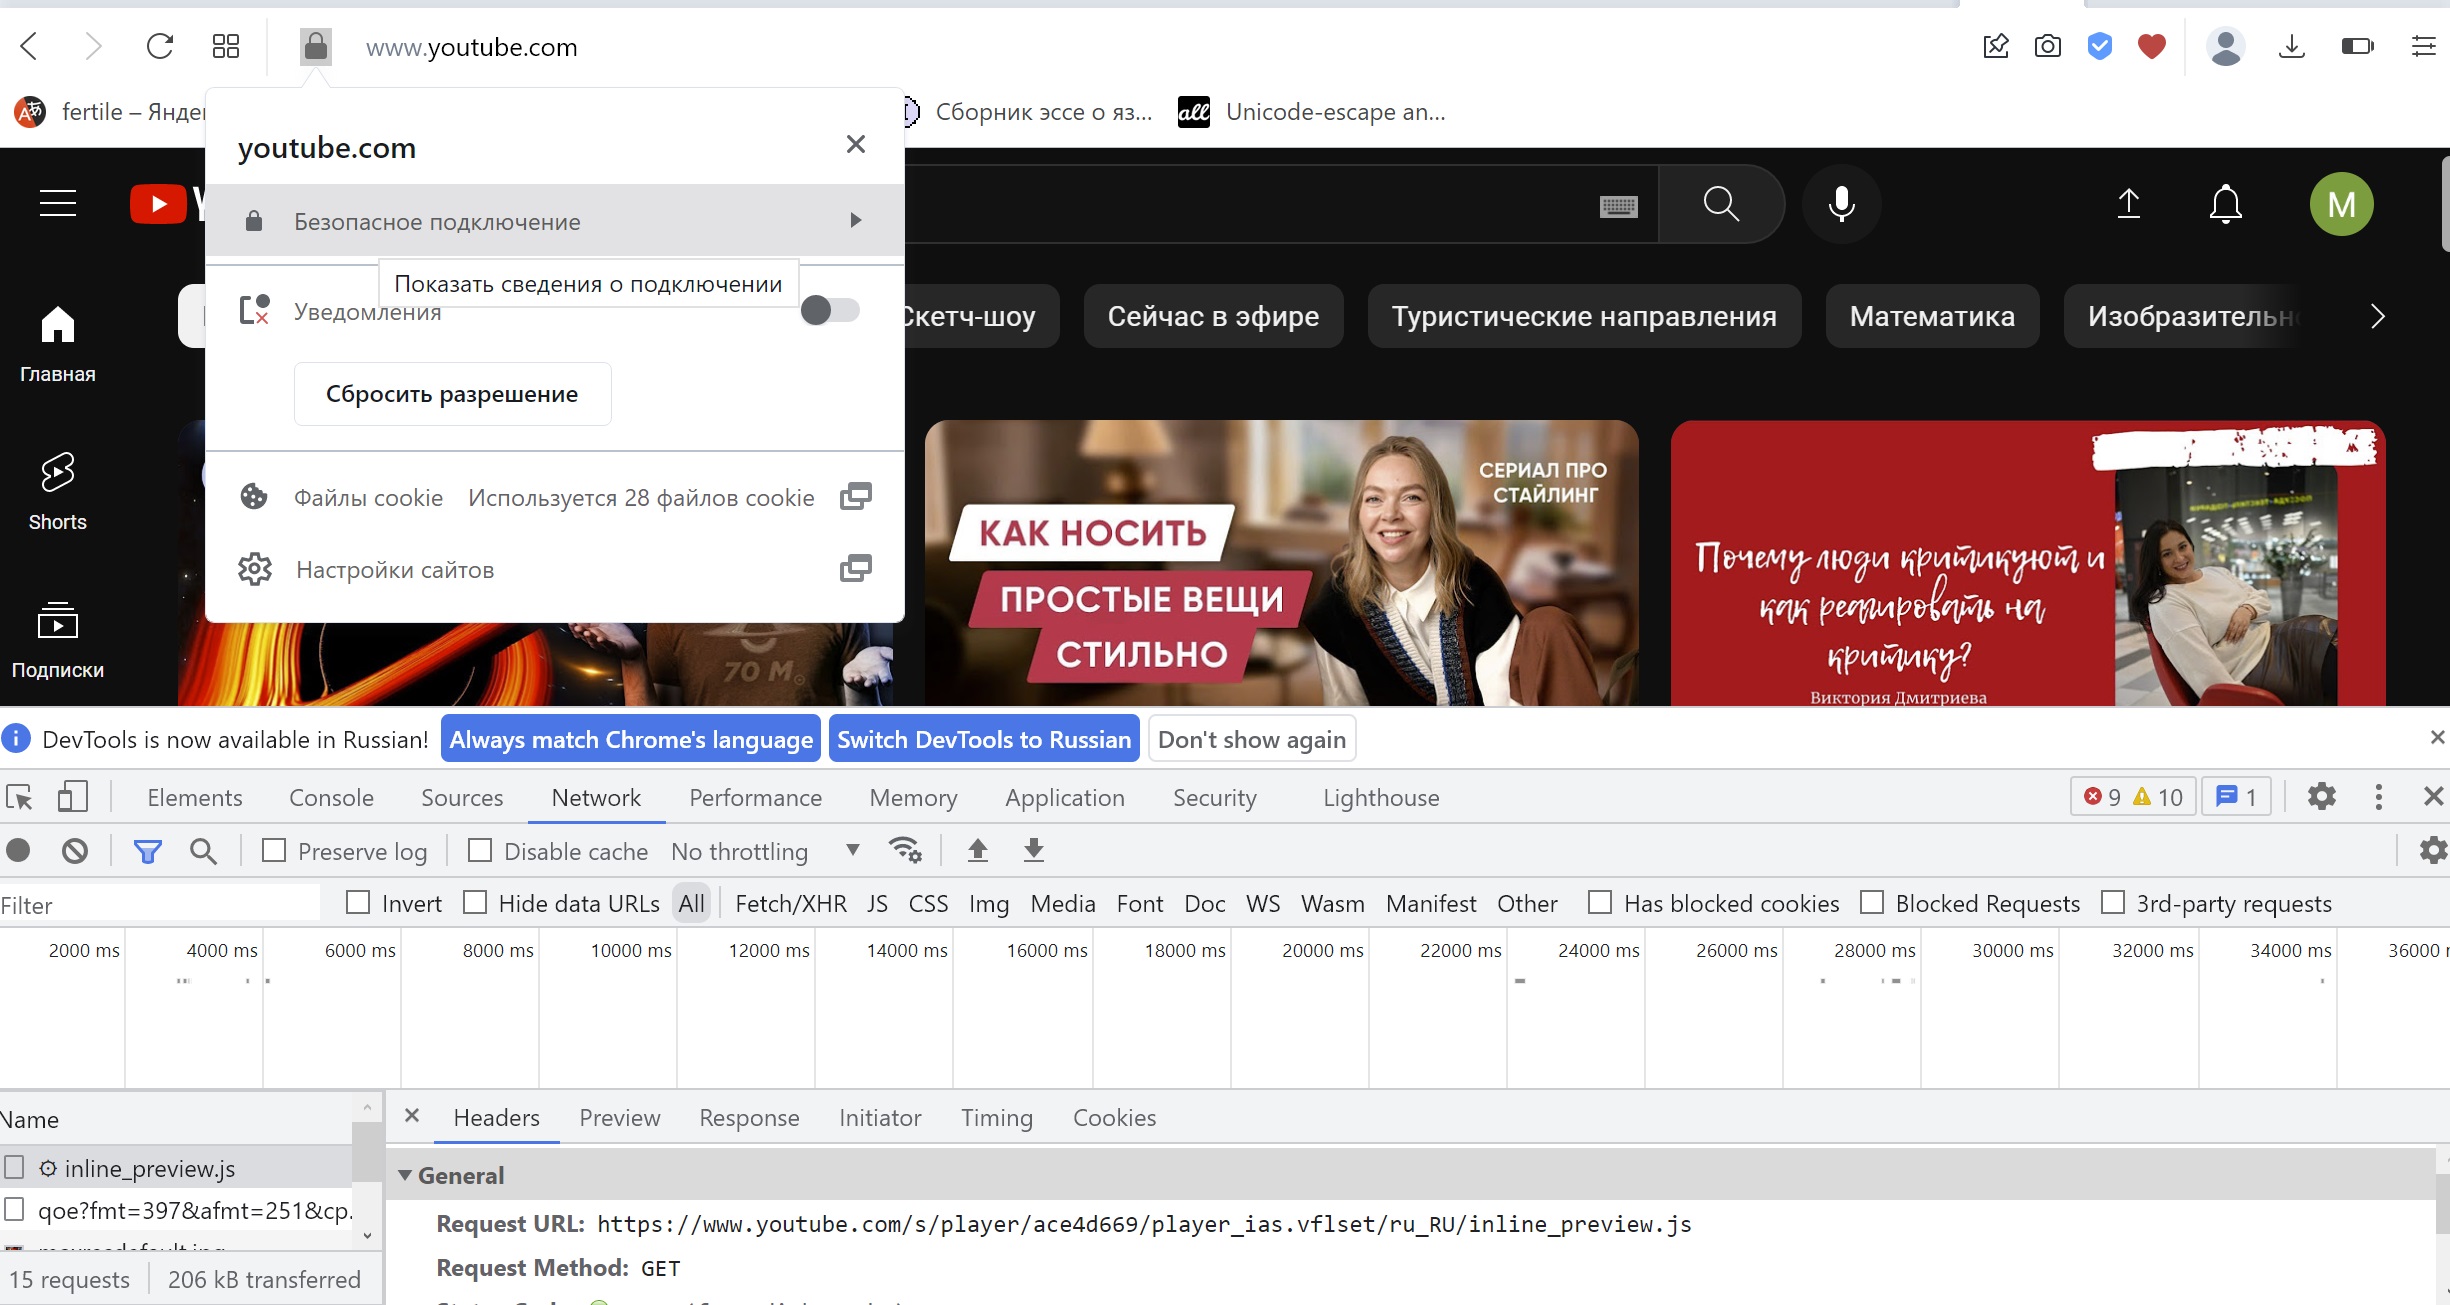 www.youtube.com
fertile – Яндек
Сборник эссе о яз...
all
Unicode-escape an...
youtube.com
Безопасное подключение
Показать сведения о подключении
Уведомления
Сбросить разрешение
Файлы cookie Используется 28 файлов cookie
Настройки сайтов
M
Скетч-шоу
Сейчас в эфире
Туристические направления
Математика
Изобразительн
Главная
Shorts
Подписки
70 M
СЕРИАЛ ПРО
СТАЙЛИНГ
КАК НОСИТЬ
ПРОСТЫЕ ВЕЩИ
СТИЛЬНО
Почему люди критикуют и
как реагировать на
критику?
Виктория Дмитриева
DevTools is now available in Russian! Always match Chrome's language Switch DevTools to Russian Don't show again
Elements Console Sources Network Performance Memory Application Security Lighthouse 9 10 1
Preserve log Disable cache No throttling
Filter Invert Hide data URLs All Fetch/XHR JS CSS Img Media Font Doc WS Wasm Manifest Other Has blocked cookies Blocked Requests 3rd-party requests
2000 ms 4000 ms 6000 ms 8000 ms 10000 ms 12000 ms 14000 ms 16000 ms 18000 ms 20000 ms 22000 ms 24000 ms 26000 ms 28000 ms 30000 ms 32000 ms 34000 ms 36000
Name
inline_preview.js
qoe?fmt=397&afmt=251&cp.
15 requests 206 kB transferred
Headers Preview Response Initiator Timing Cookies
General
Request URL: https://www.youtube.com/s/player/ace4d669/player_ias.vflset/ru_RU/inline_preview.js
Request Method: GET